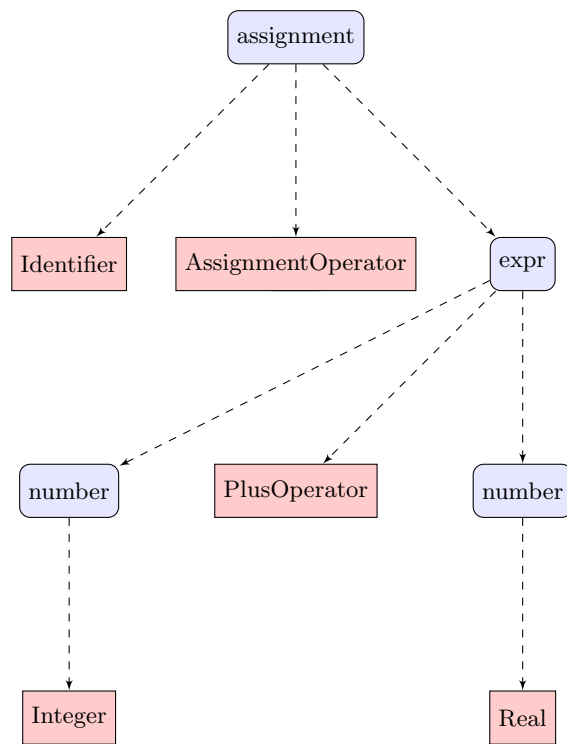 assignment
Identifier
AssignmentOperator
expr
number
PlusOperator
number
Integer
Real